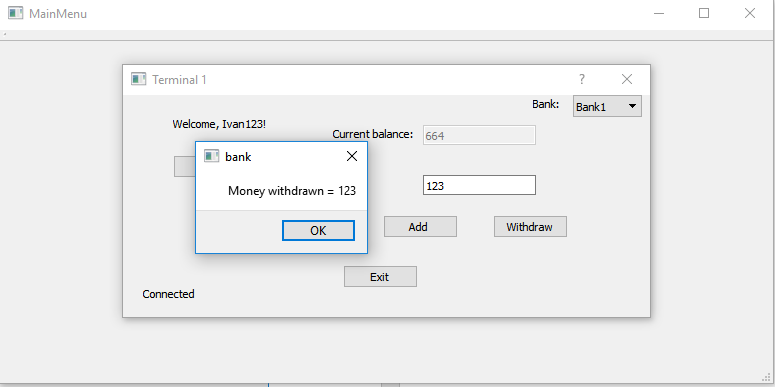 MainMenu
Terminal 1
Bank:
Bank1
Welcome, Ivan123!
Current balance:
664
bank
Money withdrawn = 123
OK
123
Add
Withdraw
Exit
Connected